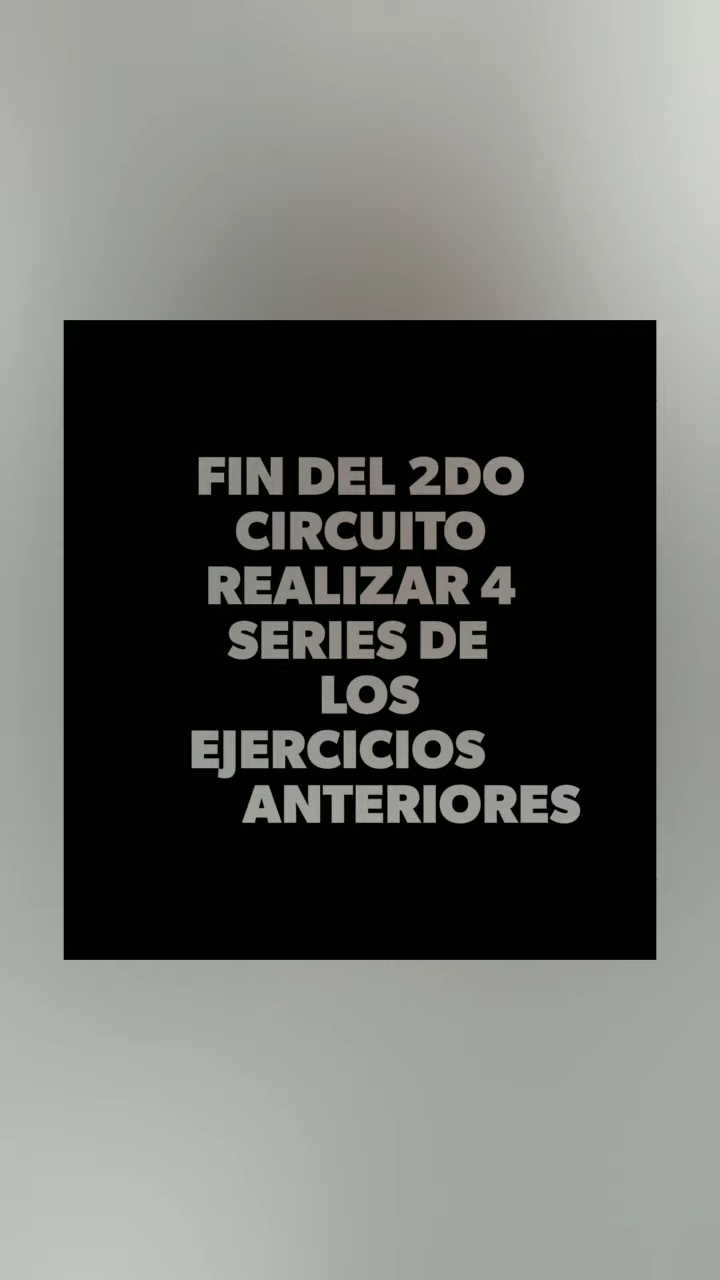 FIN DEL 2DO
CIRCUITO
REALIZAR 4
SERIES DE
LOS
EJERCICIOS
ANTERIORES